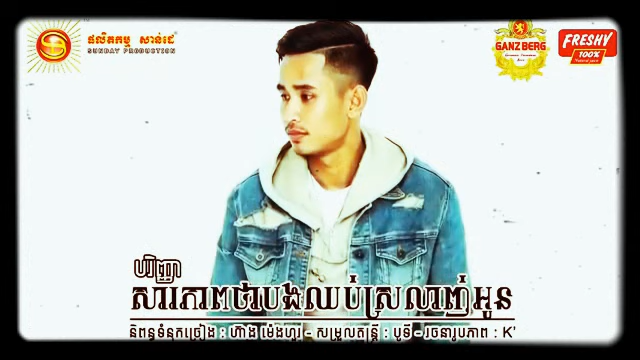 ផលិតកម្ម សាន់ដេ
SUNDAY PRODUCTION
GANZBERG
FRESHY
100%
Natural juice
ហ៊ិញ្ញា
សារភាពថាបងឈប់ស្រលាញ់អូន
និពន្ធទំនុកច្រៀង : ហ៊ាង ម៉េងហុរ - សម្រួលតន្ត្រី : បូទី - រចនារូបភាព : K'